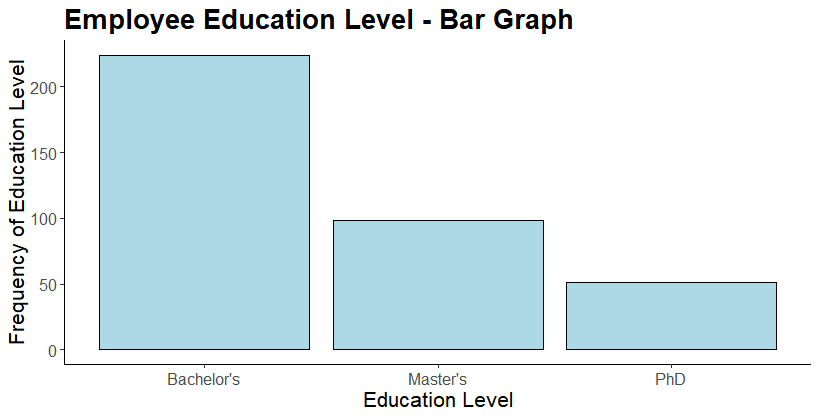 Employee Education Level - Bar Graph
Frequency of Education Level
200
150
100
50
0
Bachelor's Master's PhD
Education Level